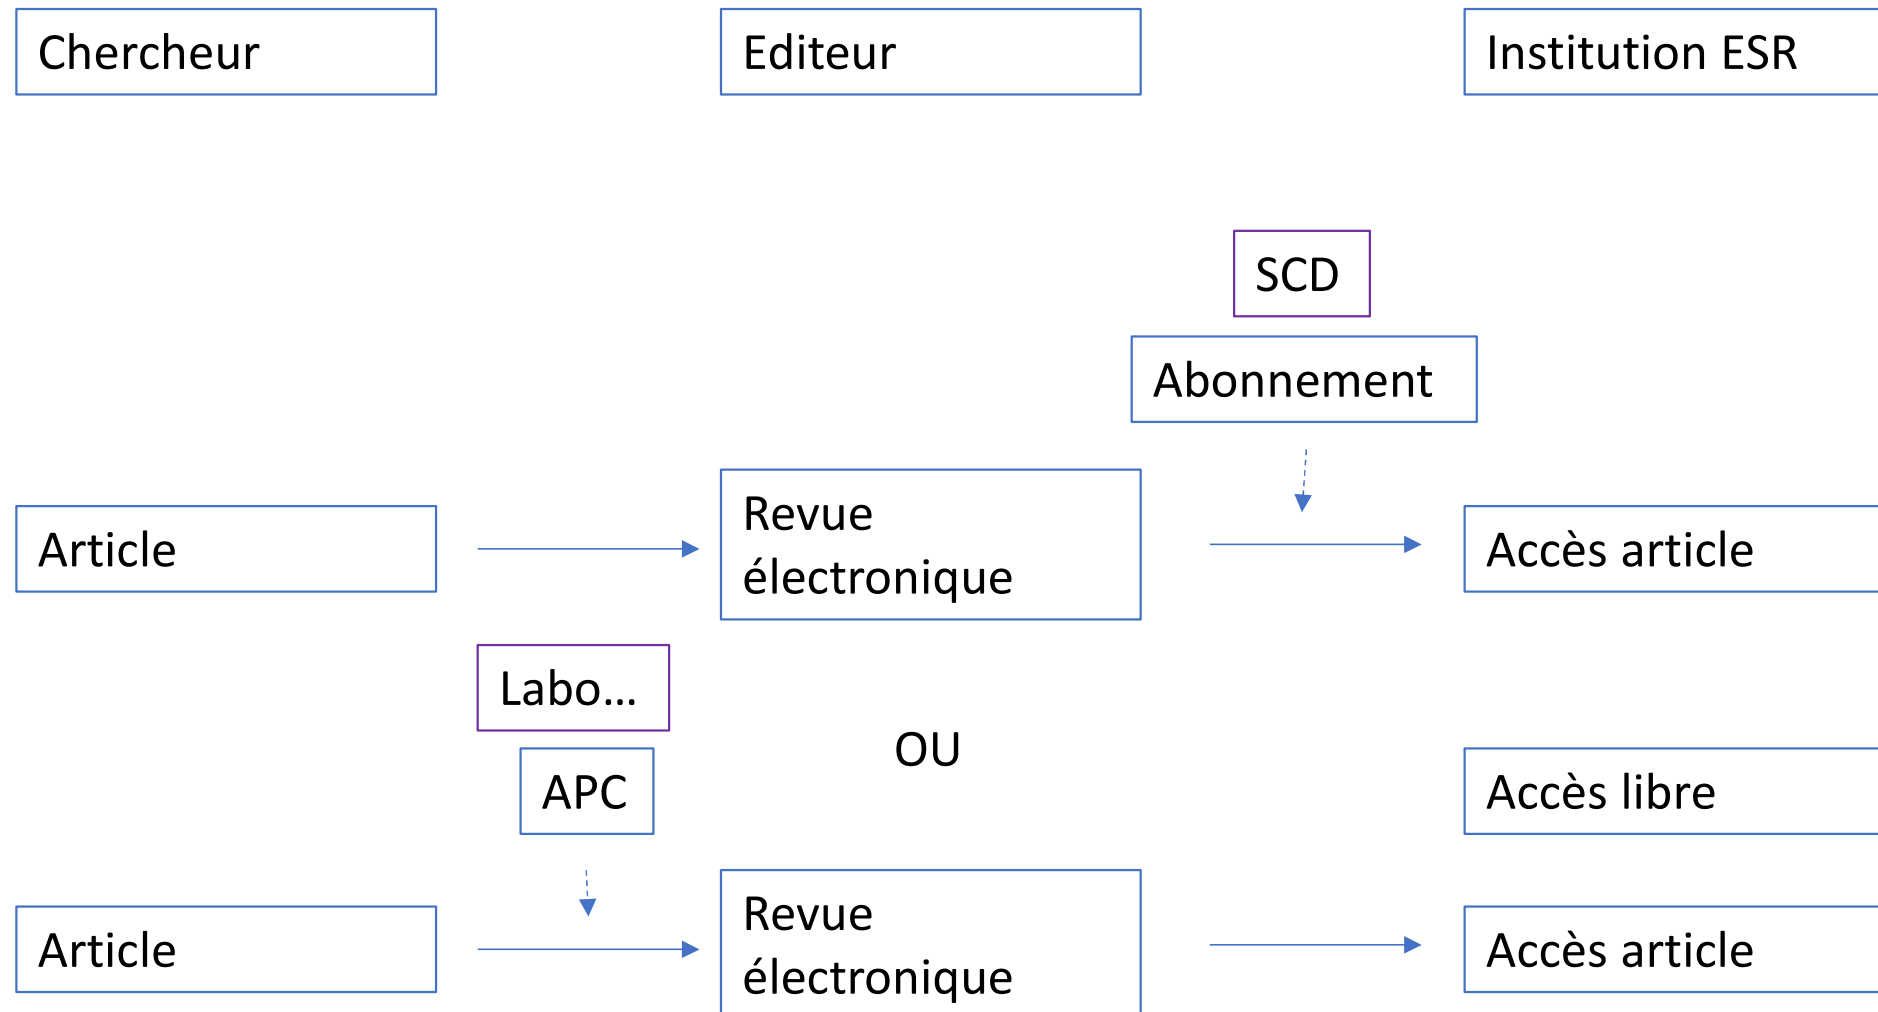 Chercheur
Editeur
Institution ESR
SCD
Abonnement
Article
Revue
électronique
Accès article
Labo...
OU
APC
Accès libre
Article
Revue
électronique
Accès article